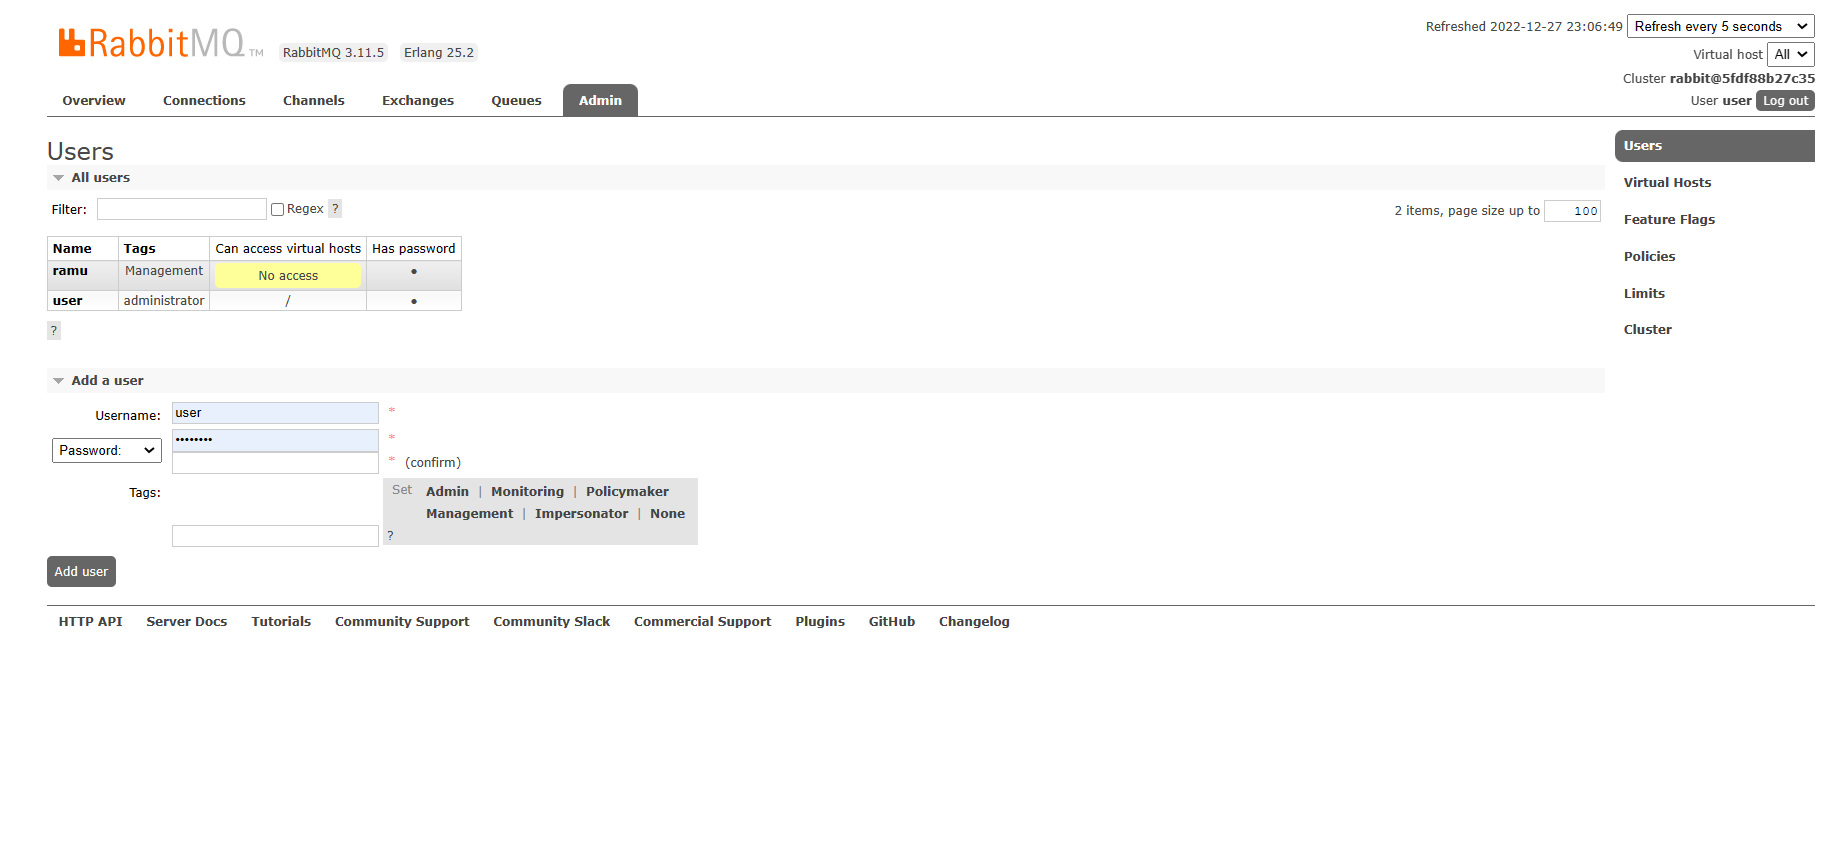 RabbitMQ TM RabbitMQ 3.11.5 Erlang 25.2
Refreshed 2022-12-27 23:06:49 Refresh every 5 seconds
Virtual host All
Cluster rabbit@5fdf88b27c35
User user Log out
Overview Connections Channels Exchanges Queues Admin
Users
All users
Filter: Regex ?
2 items, page size up to 100
Name Tags Can access virtual hosts Has password
ramu Management No access ●
user administrator / ●
?
Add a user
Username: user *
Password: •••••••• *
* (confirm)
Tags: Set Admin | Monitoring | Policymaker
Management | Impersonator | None
?
Add user
Users
Virtual Hosts
Feature Flags
Policies
Limits
Cluster
HTTP API Server Docs Tutorials Community Support Community Slack Commercial Support Plugins GitHub Changelog